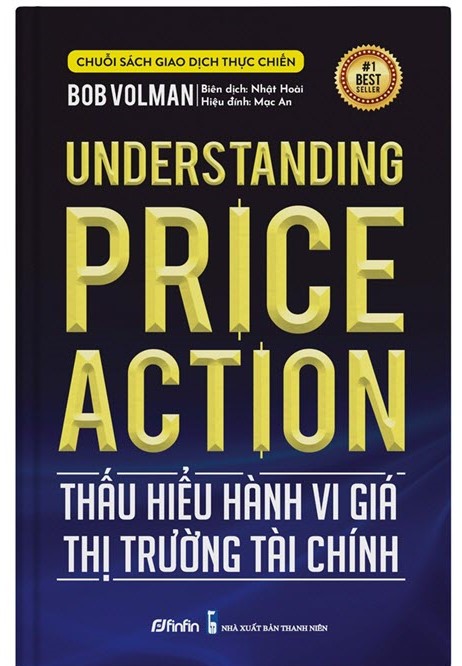 CHUỖI SÁCH GIAO DỊCH THỰC CHIẾN
BOB VOLMAN
Biên dịch: Nhật Hoài
Hiệu đính: Mạc An
#1
BEST
SELLER
UNDERSTANDING
PRICE
ACTION
THẤU HIỂU HÀNH VI GIÁ
THỊ TRƯỜNG TÀI CHÍNH
finfin
NHÀ XUẤT BẢN THANH NIÊN